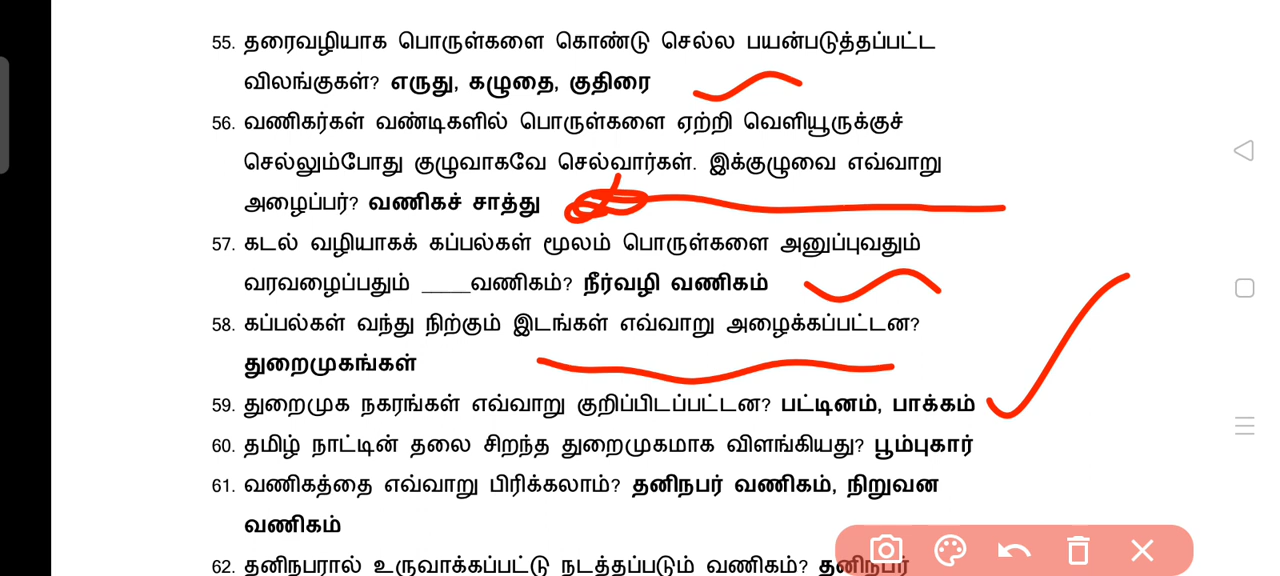 55. தரைவழியாக பொருள்களை கொண்டு செல்ல பயன்படுத்தப்பட்ட
விலங்குகள்? எருது, கழுதை, குதிரை
56. வணிகர்கள் வண்டிகளில் பொருள்களை ஏற்றி வெளியூருக்குச்
செல்லும்போது குழுவாகவே செல்வார்கள். இக்குழுவை எவ்வாறு
அழைப்பர்? வணிகச் சாத்து
57. கடல் வழியாகக் கப்பல்கள் மூலம் பொருள்களை அனுப்புவதும்
வரவழைப்பதும் _____வணிகம்? நீர்வழி வணிகம்
58. கப்பல்கள் வந்து நிற்கும் இடங்கள் எவ்வாறு அழைக்கப்பட்டன?
துறைமுகங்கள்
59. துறைமுக நகரங்கள் எவ்வாறு குறிப்பிடப்பட்டன? பட்டினம், பாக்கம்
60. தமிழ் நாட்டின் தலை சிறந்த துறைமுகமாக விளங்கியது? பூம்புகார்
61. வணிகத்தை எவ்வாறு பிரிக்கலாம்? தனிநபர் வணிகம், நிறுவன
வணிகம்
62. தனிநபரால் உருவாக்கப்பட்டு நடத்தப்படும் வணிகம்? தனிநபர்